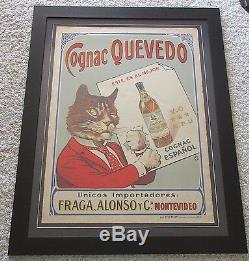 Cognac QUEVEDO
ESTE ES EL MEJOR
COGNAC
ESPAÑOL
Unicos Importadores:
FRAGA, ALONSO y Cª. MONTEVIDEO